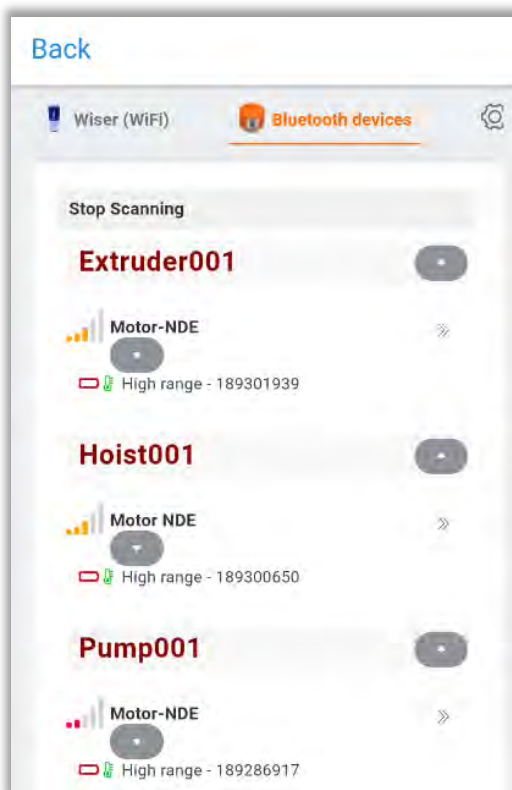 Back
Wiser (WiFi)
Bluetooth devices
Stop Scanning
Extruder001
Motor-NDE
High range - 189301939
Hoist001
Motor NDE
High range - 189300650
Pump001
Motor-NDE
High range - 189286917